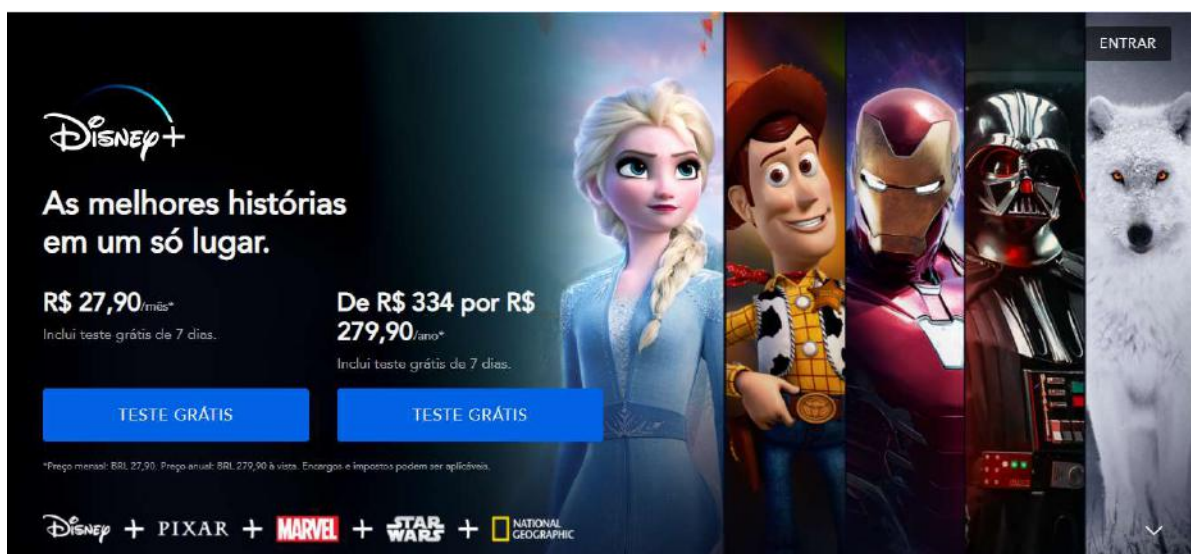 ENTRAR
Disney+
As melhores histórias
em um só lugar.
R$ 27,90/mês*
Inclui teste grátis de 7 dias.
De R$ 334 por R$
279,90/ano*
Inclui teste grátis de 7 dias.
TESTE GRÁTIS
TESTE GRÁTIS
*Preço mensal: BRL 27,90. Preço anual: BRL 279,90 à vista. Encargos e impostos podem ser aplicáveis.
Disney + PIXAR + MARVEL + STAR WARS + NATIONAL GEOGRAPHIC